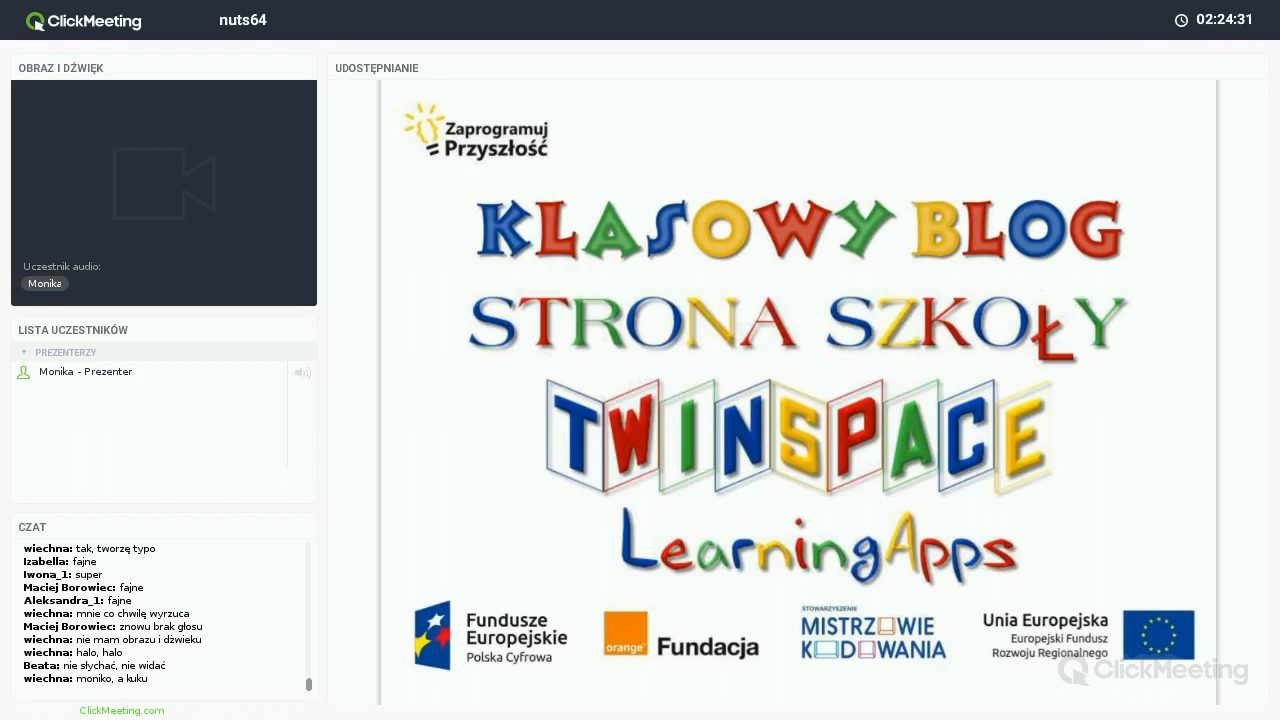 ClickMeeting
nuts64
02:24:31
OBRAZ I DŹWIĘK
Uczestnik audio:
Monika
LISTA UCZESTNIKÓW
PREZENTERZY
Monika - Prezenter
CZAT
wiechna: tak, tworzę typo
Izabella: fajne
Iwona_1: super
Maciej Borowiec: fajne
Aleksandra_1: fajne
wiechna: mnie co chwilę wyrzuca
Maciej Borowiec: znowu brak głosu
wiechna: nie mam obrazu i dźwieku
wiechna: halo, halo
Beata: nie słychać, nie widać
wiechna: moniko, a kuku
ClickMeeting.com
UDOSTĘPNIANIE
Zaprogramuj
Przyszłość
KLASOWY BLOG
STRONA SZKOŁY
TWINSPACE
LearningApps
Fundusze
Europejskie
Polska Cyfrowa
orange™
Fundacja
STOWARZYSZENIE
MISTRZOWIE
KODOWANIA
Unia Europejska
Europejski Fundusz
Rozwoju Regionalnego
ClickMeeting